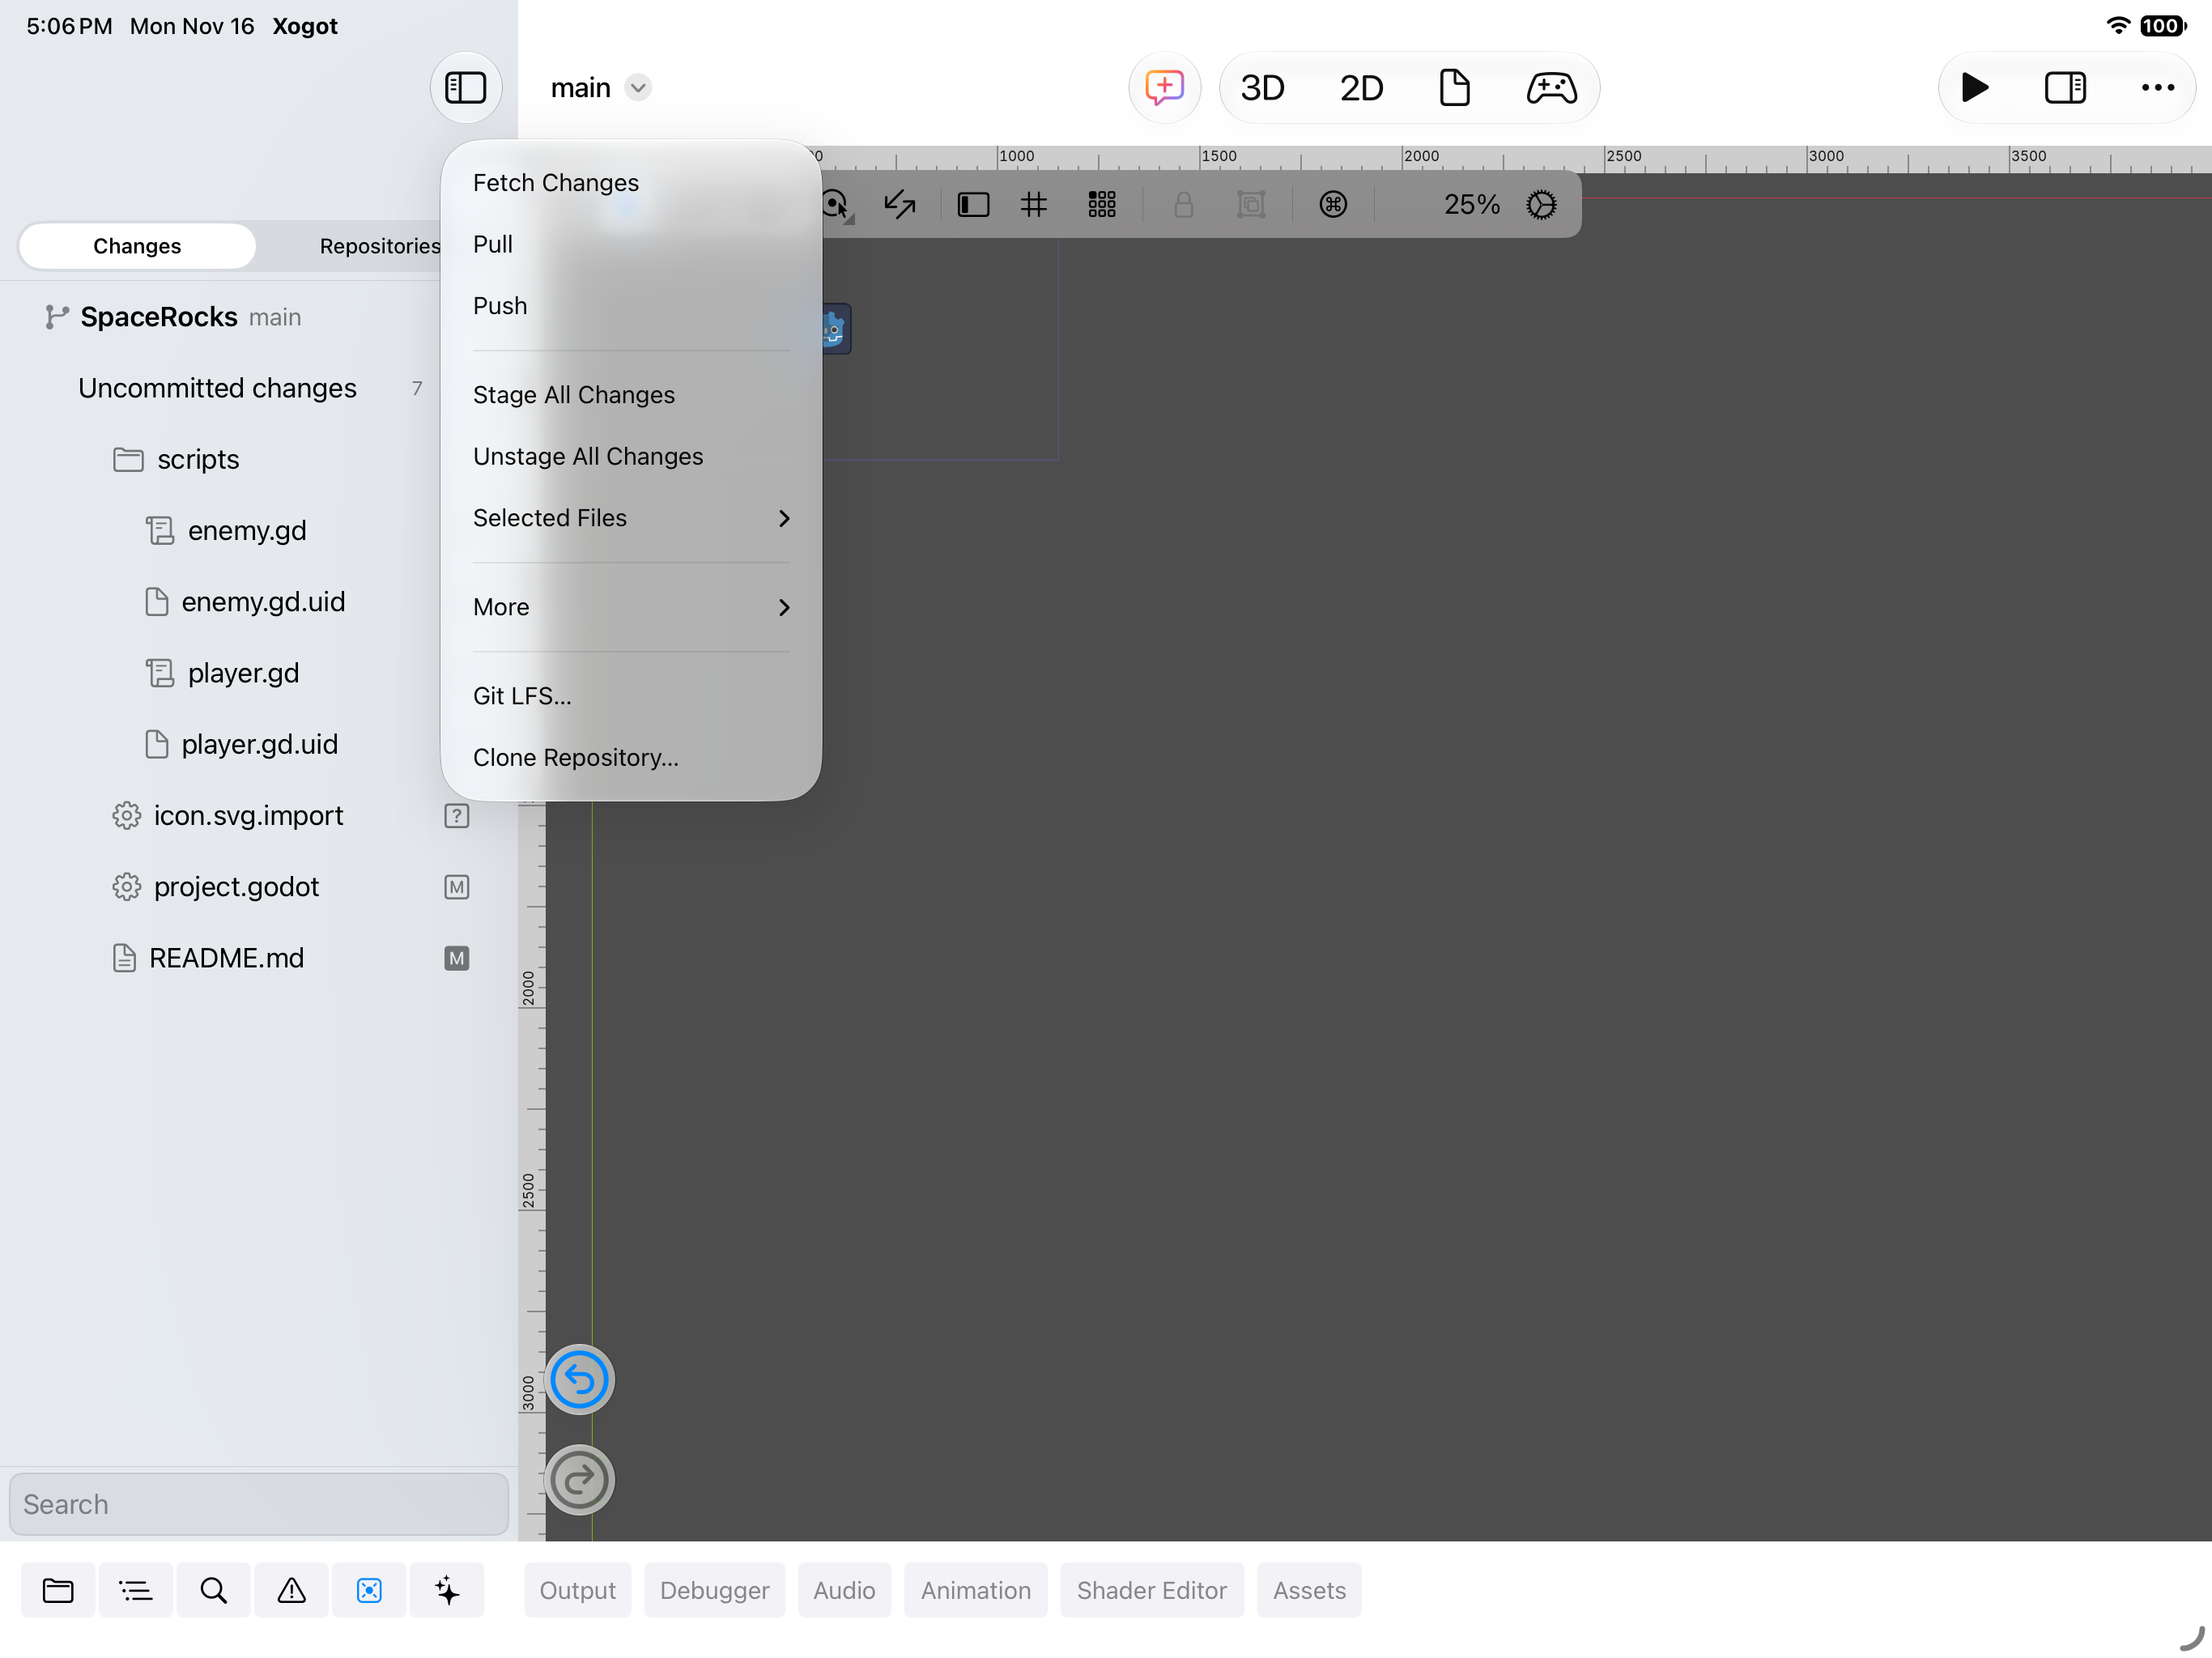 5:06 PM Mon Nov 16 Xogot
100
main
3D 2D
Fetch Changes
Pull
Push
Stage All Changes
Unstage All Changes
Selected Files
More
Git LFS...
Clone Repository...
1000 1500 2000 2500 3000 3500
25%
Changes Repositories
SpaceRocks main
Uncommitted changes 7
scripts
enemy.gd
enemy.gd.uid
player.gd
player.gd.uid
icon.svg.import ?
project.godot M
README.md M
2000
2500
3000
Search
Output Debugger Audio Animation Shader Editor Assets